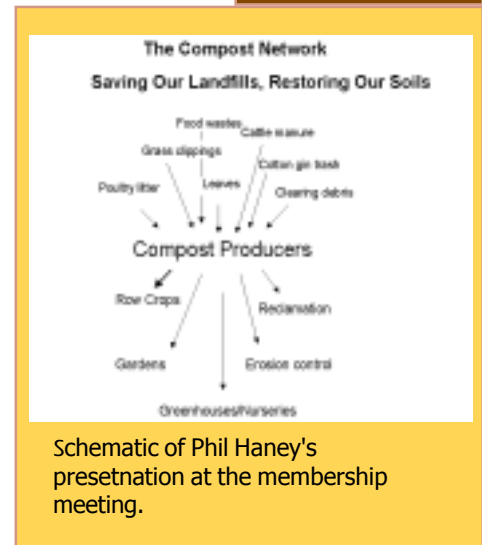 The Compost Network
Saving Our Landfills, Restoring Our Soils
Food wastes
Cattle manure
Grass clippings
Cotton gin trash
Poultry litter
Leaves
Clearing debris
Compost Producers
Row Crops
Reclamation
Gardens
Erosion control
Greenhouses/Nurseries
Schematic of Phil Haney's
presetnation at the membership
meeting.